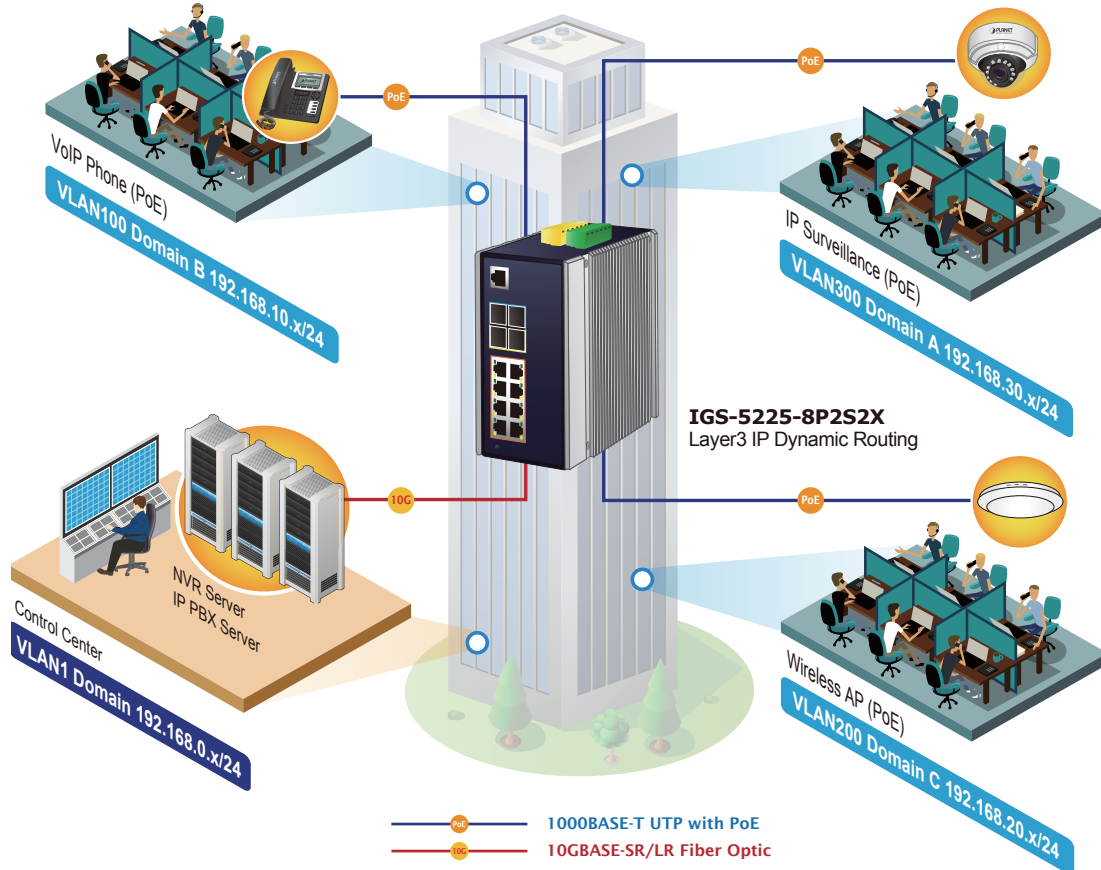 PoE
PLANET
PoE
VoIP Phone (PoE)
VLAN100 Domain B 192.168.10.x/24
IP Surveillance (PoE)
VLAN300 Domain A 192.168.30.x/24
IGS-5225-8P2S2X
Layer3 IP Dynamic Routing
10G
PoE
NVR Server
IP PBX Server
Control Center
VLAN1 Domain 192.168.0.x/24
Wireless AP (PoE)
VLAN200 Domain C 192.168.20.x/24
PoE 1000BASE-T UTP with PoE
10G 10GBASE-SR/LR Fiber Optic